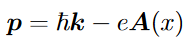 p = ℏk − eA(x)